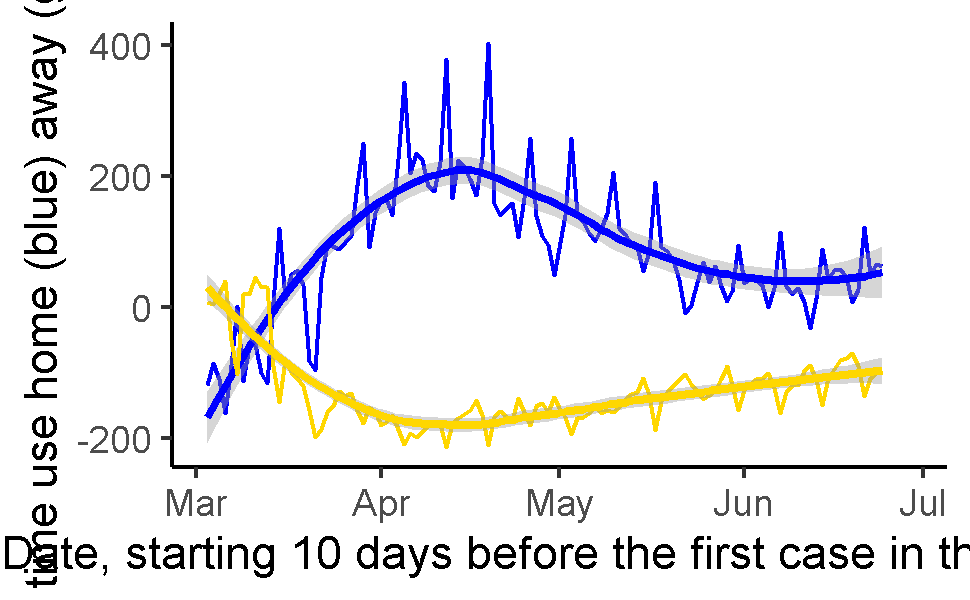 time use home (blue) away (
400
200
0
-200
Mar Apr May Jun Jul
Date, starting 10 days before the first case in th